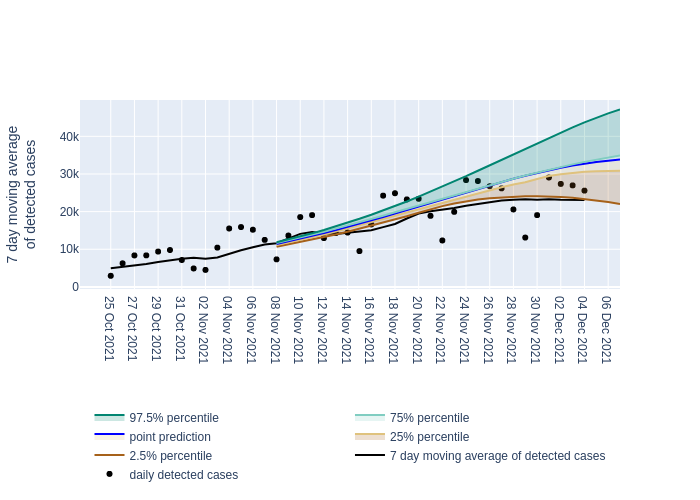 7 day moving average
of detected cases
40k
30k
20k
10k
0
25 Oct 2021
27 Oct 2021
29 Oct 2021
31 Oct 2021
02 Nov 2021
04 Nov 2021
06 Nov 2021
08 Nov 2021
10 Nov 2021
12 Nov 2021
14 Nov 2021
16 Nov 2021
18 Nov 2021
20 Nov 2021
22 Nov 2021
24 Nov 2021
26 Nov 2021
28 Nov 2021
30 Nov 2021
02 Dec 2021
04 Dec 2021
06 Dec 2021
97.5% percentile
75% percentile
point prediction
25% percentile
2.5% percentile
7 day moving average of detected cases
daily detected cases